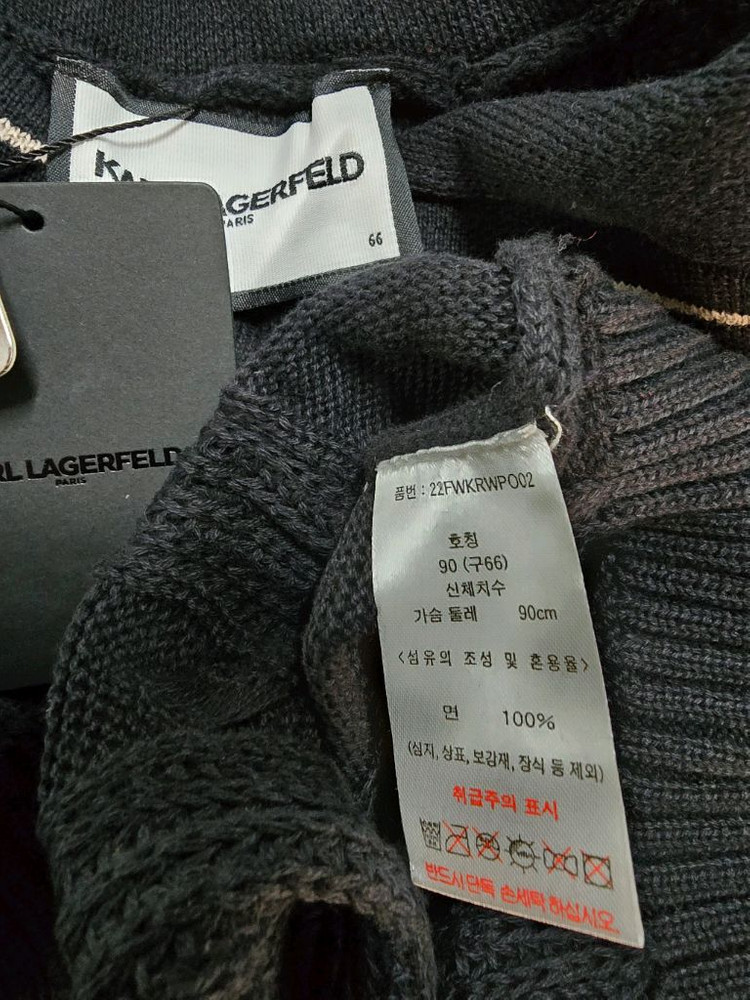 LAGERFELD
PARIS
66
RL LAGERFELD
PARIS
품번 : 22FWKRWPO02
호칭
90 (구66)
신체치수
가슴 둘레 90cm
<섬유의 조성 및 혼용율>
면 100%
(심지, 상표, 보강재, 장식 등 제외)
취급주의 표시
반드시 단독 손세탁 하십시오.